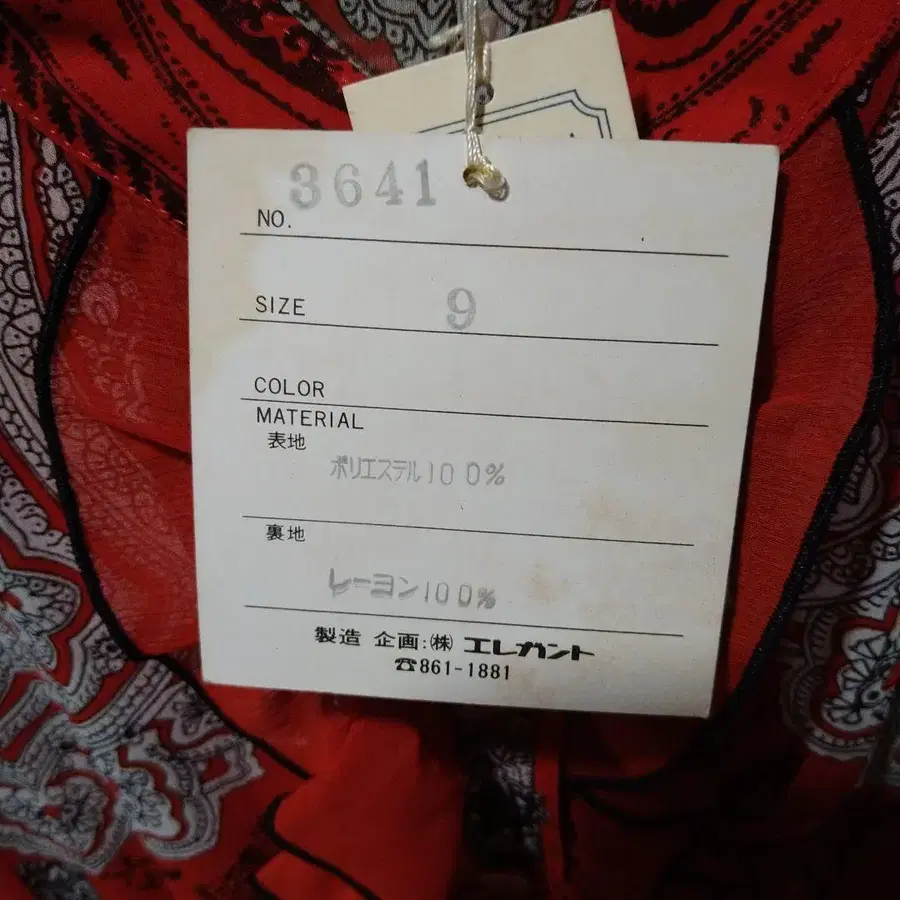 3641
NO.
SIZE 9
COLOR
MATERIAL
表地
ポリエステル100%
裏地
レーヨン100%
製造 企画:㈱ エレガント
☎861-1881